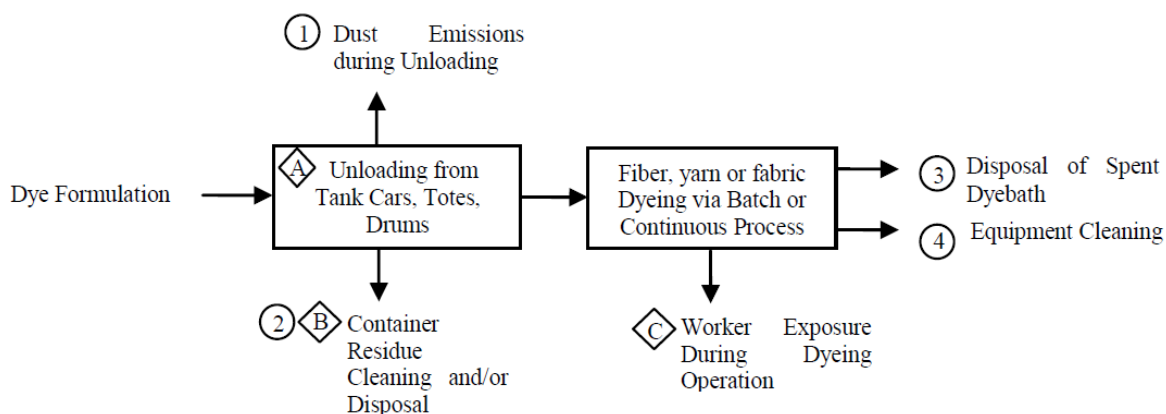 1 Dust Emissions
during Unloading
Dye Formulation
A Unloading from
Tank Cars, Totes,
Drums
Fiber, yarn or fabric
Dyeing via Batch or
Continuous Process
3 Disposal of Spent
Dyebath
4 Equipment Cleaning
2 B Container
Residue
Cleaning and/or
Disposal
C Worker Exposure
During Dyeing
Operation